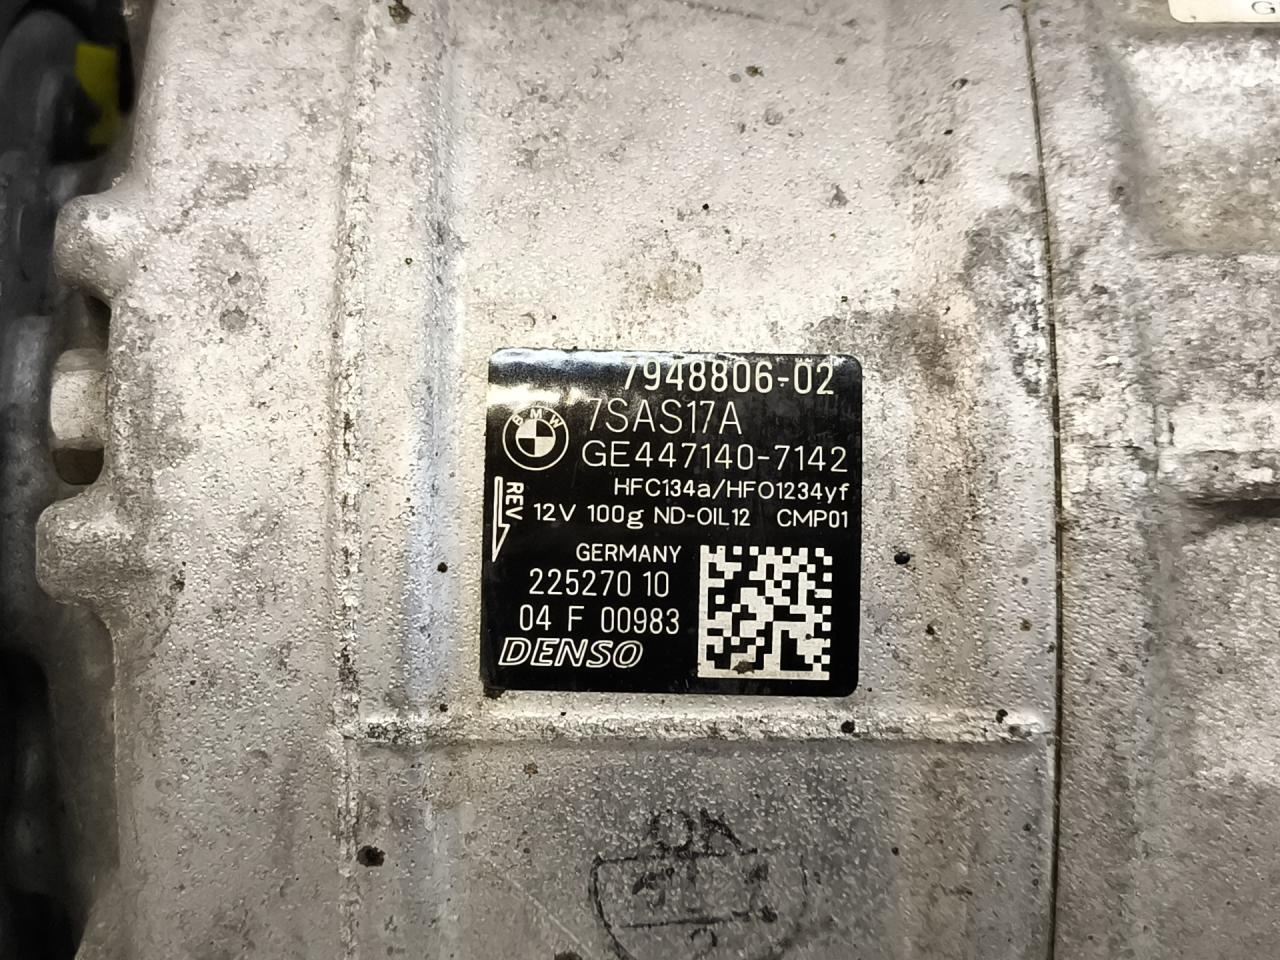 7948806-02
BMW
7SAS17A
GE447140-7142
HFC134a/HFO1234yf
REV
12V 100g ND-OIL12 CMP01
GERMANY
225270 10
04 F 00983
DENSO